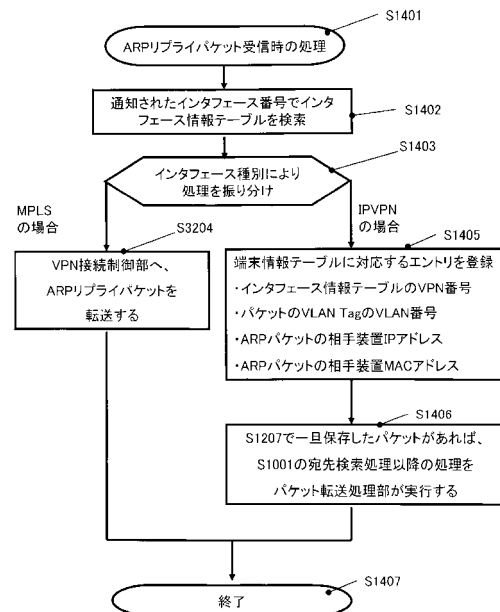 S1401
ARPリプライパケット受信時の処理
通知されたインタフェース番号でインタ
フェース情報テーブルを検索
S1402
S1403
インタフェース種別により
処理を振り分け
MPLS
の場合
IPVPN
の場合
S3204
VPN接続制御部へ、
ARPリプライパケットを
転送する
S1405
端末情報テーブルに対応するエントリを登録
・インタフェース情報テーブルのVPN番号
・パケットのVLAN TagのVLAN番号
・ARPパケットの相手装置IPアドレス
・ARPパケットの相手装置MACアドレス
S1406
S1207で一旦保存したパケットがあれば、
S1001の宛先検索処理以降の処理を
パケット転送処理部が実行する
S1407
終了